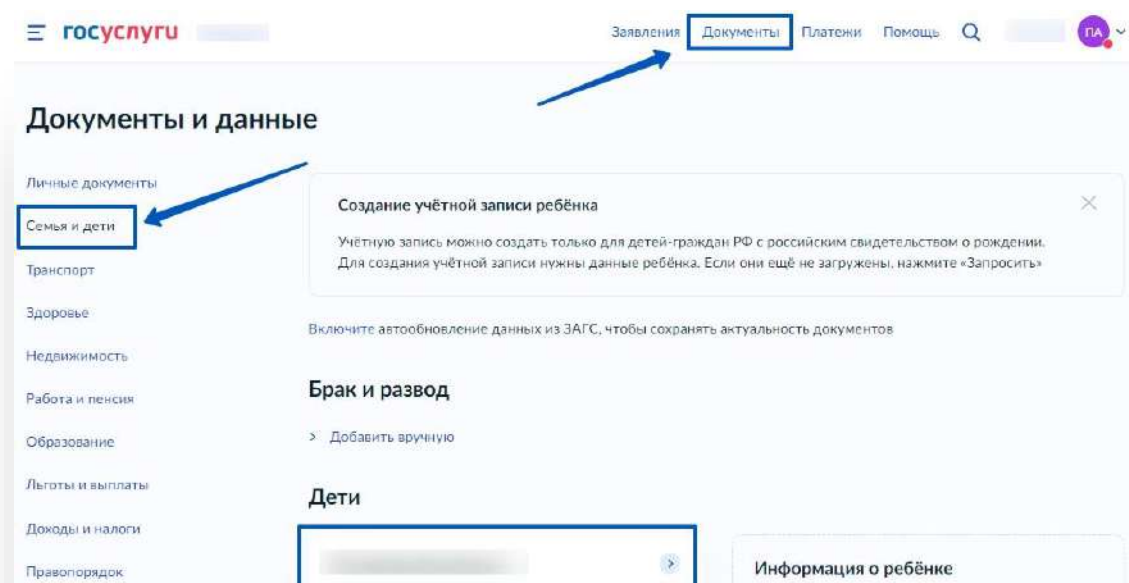 госуслуги
Заявления Документы Платежи Помощь ПА
Документы и данные
Личные документы
Семья и дети
Транспорт
Здоровье
Недвижимость
Работа и пенсия
Образование
Льготы и выплаты
Доходы и налоги
Правопорядок
Создание учётной записи ребёнка
Учётную запись можно создать только для детей-граждан РФ с российским свидетельством о рождении.
Для создания учётной записи нужны данные ребёнка. Если они ещё не загружены, нажмите «Запросить»
Включите автообновление данных из ЗАГС, чтобы сохранять актуальность документов
Брак и развод
Добавить вручную
Дети
Информация о ребёнке